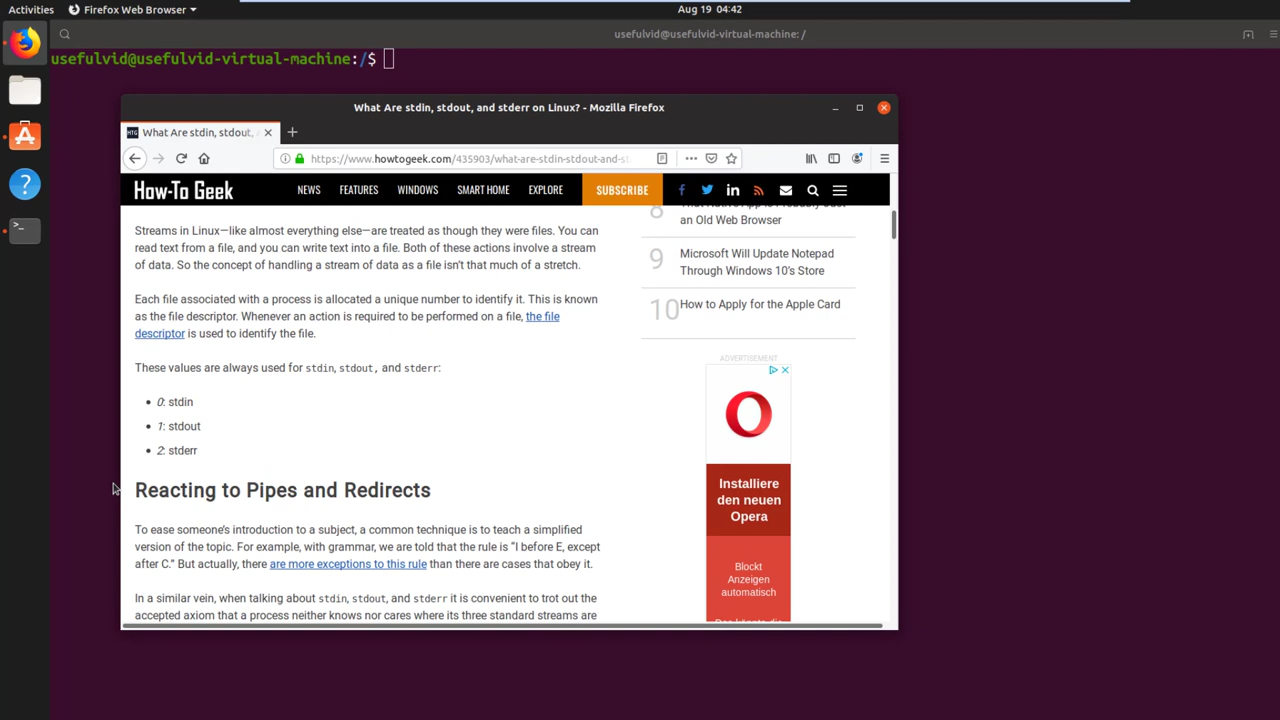 Activities
Firefox Web Browser
Aug 19 04:42
usefulvid@usefulvid-virtual-machine: /
usefulvid@usefulvid-virtual-machine:/$
What Are stdin, stdout, and stderr on Linux? - Mozilla Firefox
HTG What Are stdin, stdout,
https://www.howtogeek.com/435903/what-are-stdin-stdout-and-st
How-To Geek
NEWS
FEATURES
WINDOWS
SMART HOME
EXPLORE
SUBSCRIBE
Streams in Linux—like almost everything else—are treated as though they were files. You can
read text from a file, and you can write text into a file. Both of these actions involve a stream
of data. So the concept of handling a stream of data as a file isn’t that much of a stretch.
Each file associated with a process is allocated a unique number to identify it. This is known
as the file descriptor. Whenever an action is required to be performed on a file, the file
descriptor is used to identify the file.
These values are always used for stdin, stdout, and stderr:
0: stdin
1: stdout
2: stderr
Reacting to Pipes and Redirects
To ease someone’s introduction to a subject, a common technique is to teach a simplified
version of the topic. For example, with grammar, we are told that the rule is “I before E, except
after C.” But actually, there are more exceptions to this rule than there are cases that obey it.
In a similar vein, when talking about stdin, stdout, and stderr it is convenient to trot out the
accepted axiom that a process neither knows nor cares where its three standard streams are
8 That Native App Is Probably Just
an Old Web Browser
9 Microsoft Will Update Notepad
Through Windows 10’s Store
10 How to Apply for the Apple Card
ADVERTISEMENT
Installiere
den neuen
Opera
Blockt
Anzeigen
automatisch